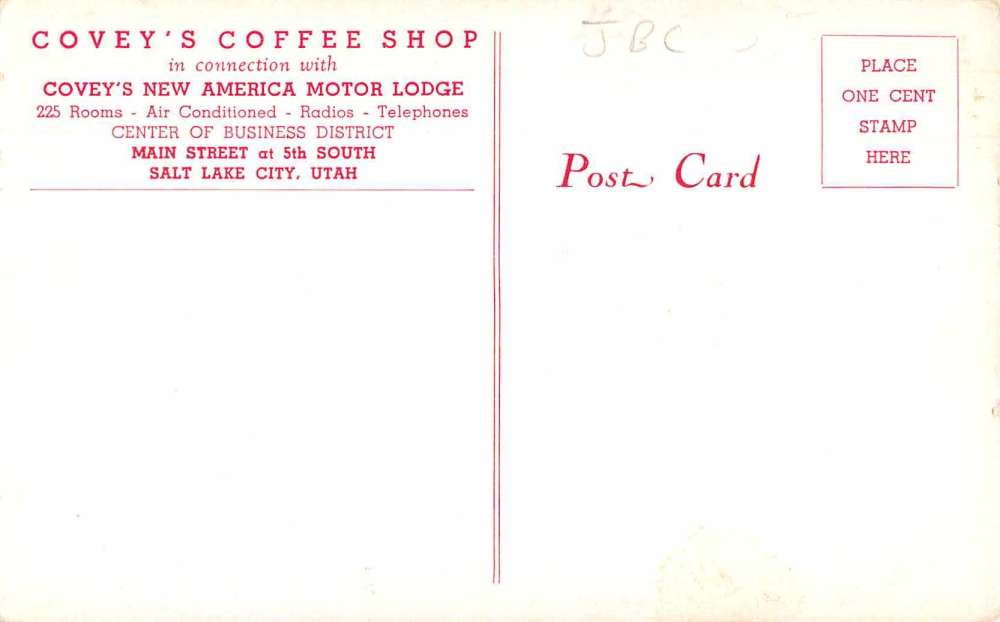 COVEY'S COFFEE SHOP
in connection with
COVEY'S NEW AMERICA MOTOR LODGE
225 Rooms - Air Conditioned - Radios - Telephones
CENTER OF BUSINESS DISTRICT
MAIN STREET at 5th SOUTH
SALT LAKE CITY, UTAH
JBC
Post Card
PLACE
ONE CENT
STAMP
HERE